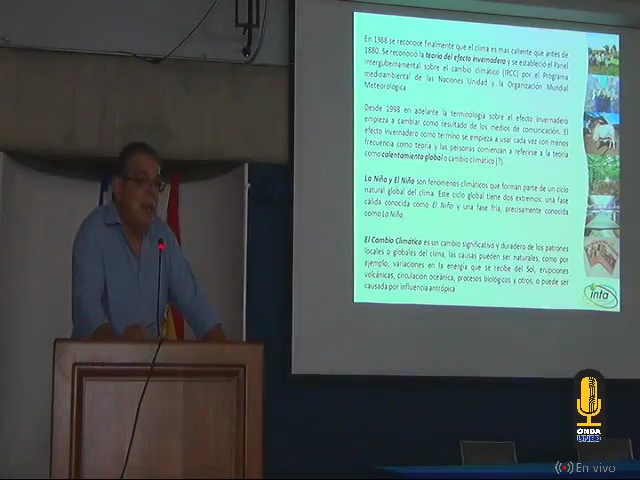 En 1988 se reconoce finalmente que el clima es mas caliente que antes de
1880. Se reconoció la teoría del efecto invernadero y se estableció el Panel
Intergubernamental sobre el cambio climático (IPCC) por el Programa
medioambiental de las Naciones Unidad y la Organización Mundial
Meteorológica
Desde 1998 en adelante la terminología sobre el efecto invernadero
empieza a cambiar como resultado de los medios de comunicación. El
efecto invernadero como termino se empieza a usar cada vez con menos
frecuencia como teoría y las personas comienzan a referirse a la teoría
como calentamiento global o cambio climático (?).
La Niña y El Niño son fenómenos climáticos que forman parte de un ciclo
natural global del clima. Este ciclo global tiene dos extremos: una fase
cálida conocida como El Niño y una fase fría, precisamente conocida
como La Niña.
El Cambio Climático es un cambio significativo y duradero de los patrones
locales o globales del clima, las causas pueden ser naturales, como por
ejemplo, variaciones en la energía que se recibe del Sol, erupciones
volcánicas, circulación oceánica, procesos biológicos y otros, o puede ser
causada por influencia antrópica
inta
ONDA
UNED
En vivo